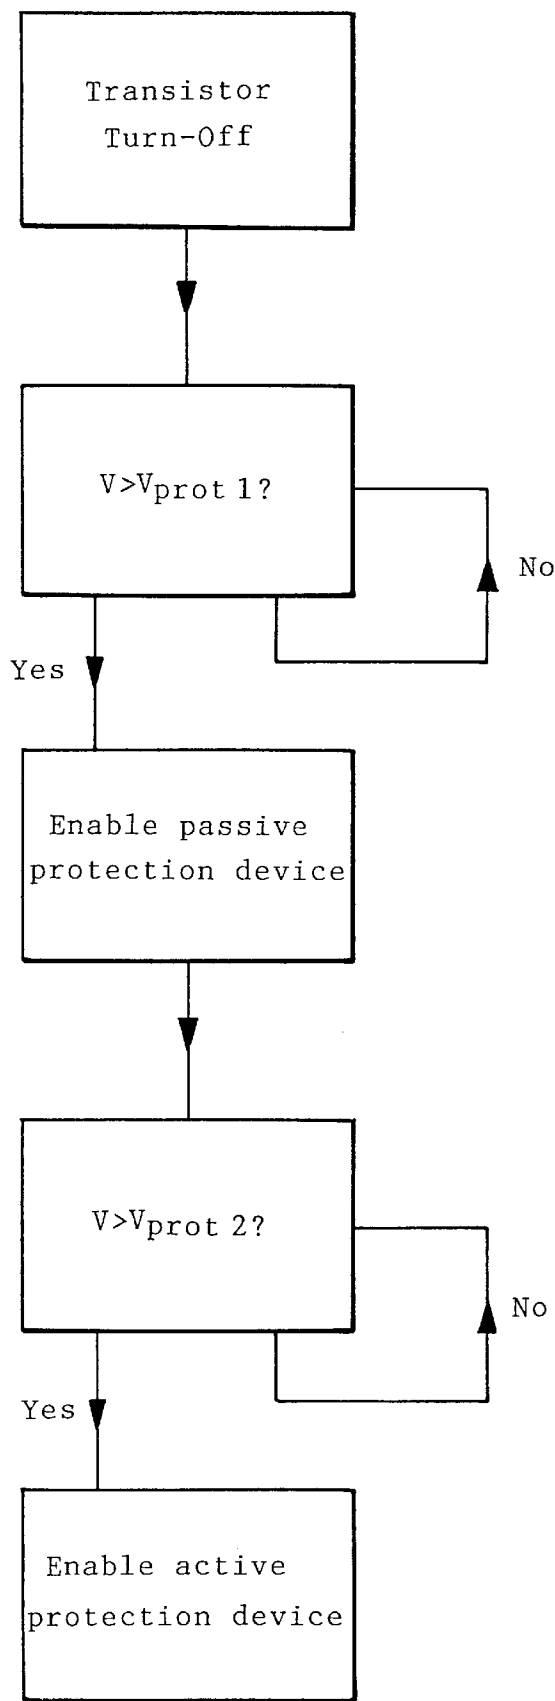 Transistor
Turn-Off
V>Vprot 1?
No
Yes
Enable passive
protection device
V>Vprot 2?
No
Yes
Enable active
protection device